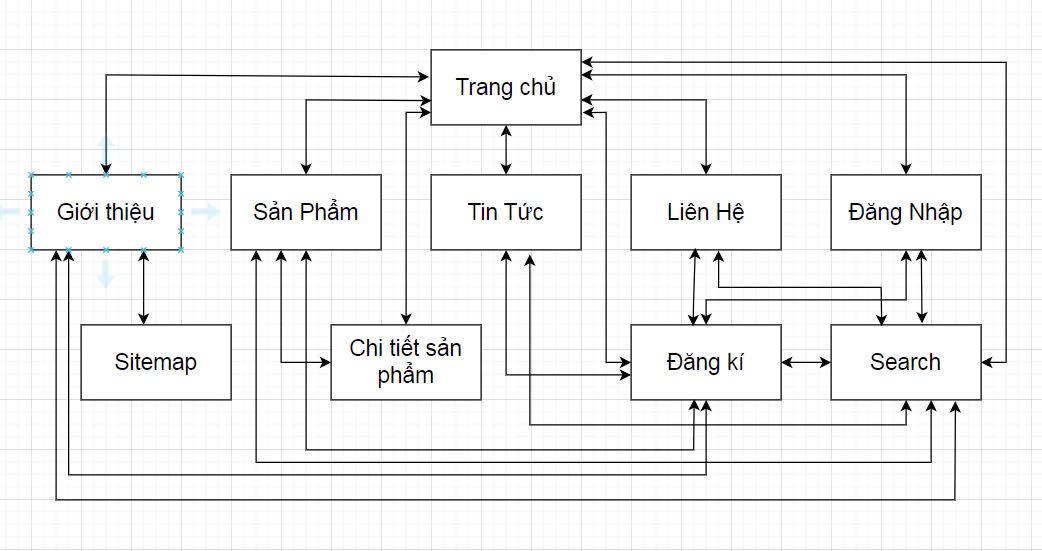 Trang chủ
Giới thiệu
Sản Phẩm
Tin Tức
Liên Hệ
Đăng Nhập
Sitemap
Chi tiết sản
phẩm
Đăng kí
Search